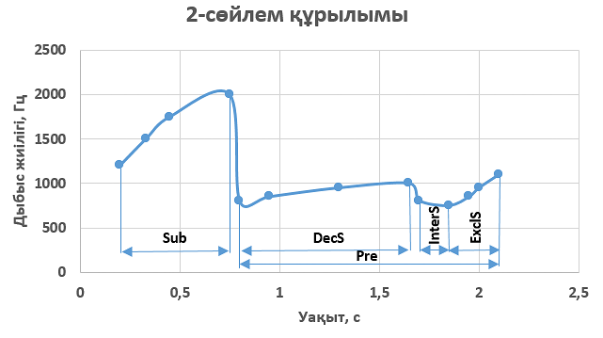 2-сөйлем құрылымы
Дыбыс жиілігі, Гц
2500
2000
1500
1000
500
0
Sub
DecS
InterS
ExclS
Pre
0
0,5
1
1,5
2
2,5
Уақыт, с